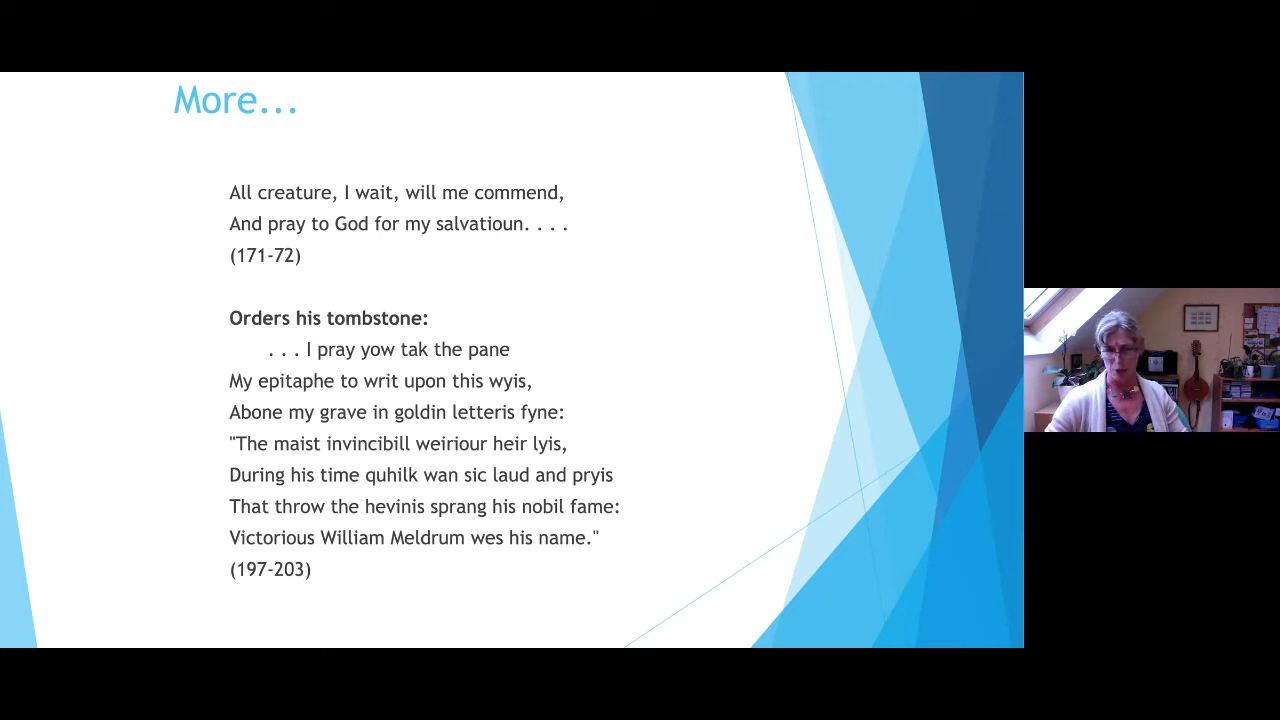 More...
All creature, I wait, will me commend,
And pray to God for my salvatioun. . . .
(171-72)
Orders his tombstone:
. . . I pray yow tak the pane
My epitaphe to writ upon this wyis,
Abone my grave in goldin letteris fyne:
"The maist invincibill weiriour heir lyis,
During his time quhilk wan sic laud and pryis
That throw the hevinis sprang his nobil fame:
Victorious William Meldrum wes his name."
(197-203)